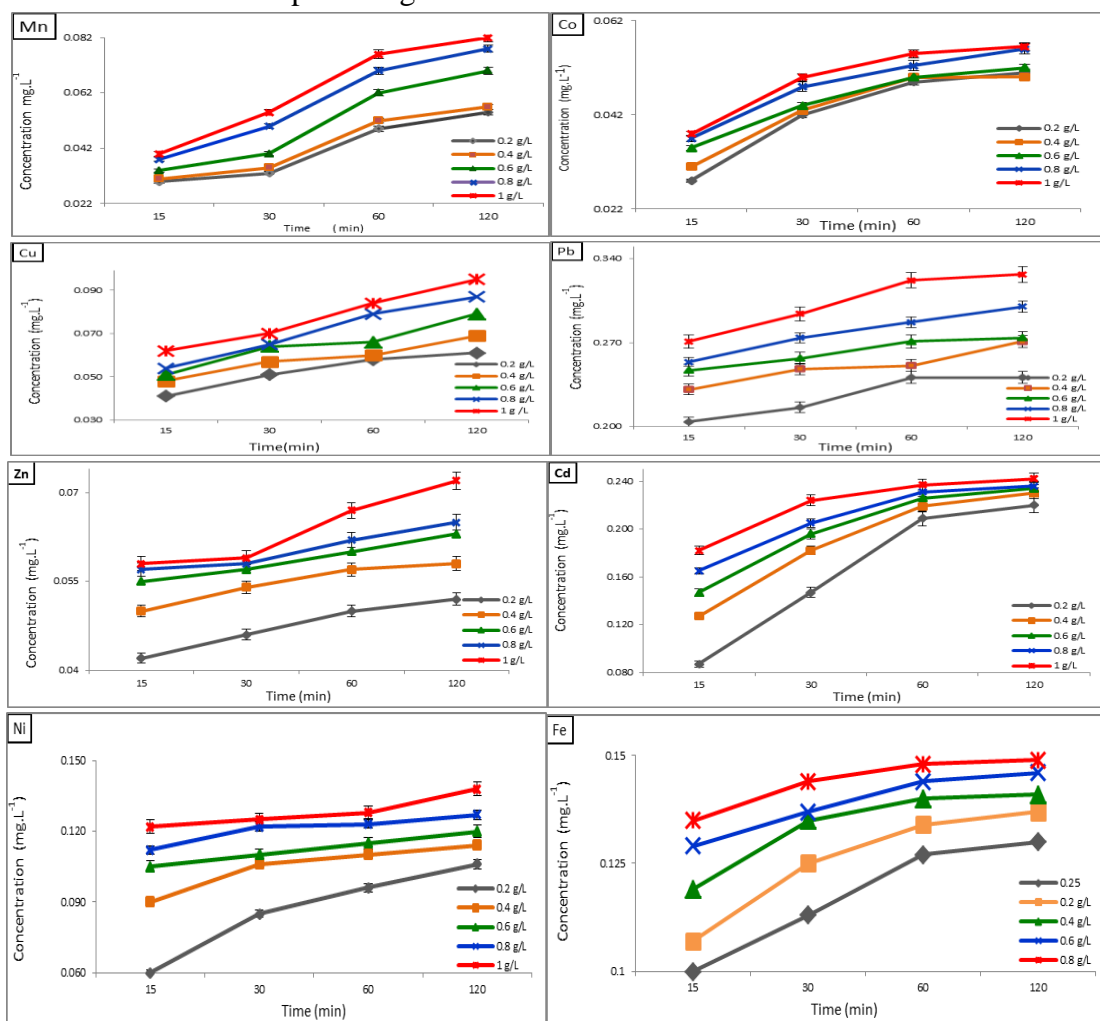 Mn
Concentration mg.L-1
0.082
0.062
0.042
0.022
15 30 60 120
Time (min)
0.2 g/L
0.4 g/L
0.6 g/L
0.8 g/L
1 g/L
Co
Concentration (mg.L-1)
0.062
0.042
0.022
15 30 60 120
Time (min)
0.2 g/L
0.4 g/L
0.6 g/L
0.8 g/L
1 g/L
Cu
Concentration (mg.L-1)
0.090
0.070
0.050
0.030
15 30 60 120
Time(min)
0.2 g/L
0.4 g/L
0.6 g/L
0.8 g/L
1 g/L
Pb
Concentration (mg.L-1)
0.340
0.270
0.200
15 30 60 120
Time (min)
0.2 g/L
0.4 g/L
0.6 g/L
0.8 g/L
1 g/L
Zn
Concentration (mg.L-1)
0.07
0.055
0.04
15 30 60 120
Time (min)
0.2 g/L
0.4 g/L
0.6 g/L
0.8 g/L
1 g/L
Cd
Concentration (mg.L-1)
0.240
0.200
0.160
0.120
0.080
15 30 60 120
Time (min)
0.2 g/L
0.4 g/L
0.6 g/L
0.8 g/L
1 g/L
Ni
Concentration (mg.L-1)
0.150
0.120
0.090
0.060
15 30 60 120
Time (min)
0.2 g/L
0.4 g/L
0.6 g/L
0.8 g/L
1 g/L
Fe
Concentration (mg.L-1)
0.15
0.125
0.1
15 30 60 120
Time (min)
0.25
0.2 g/L
0.4 g/L
0.6 g/L
0.8 g/L